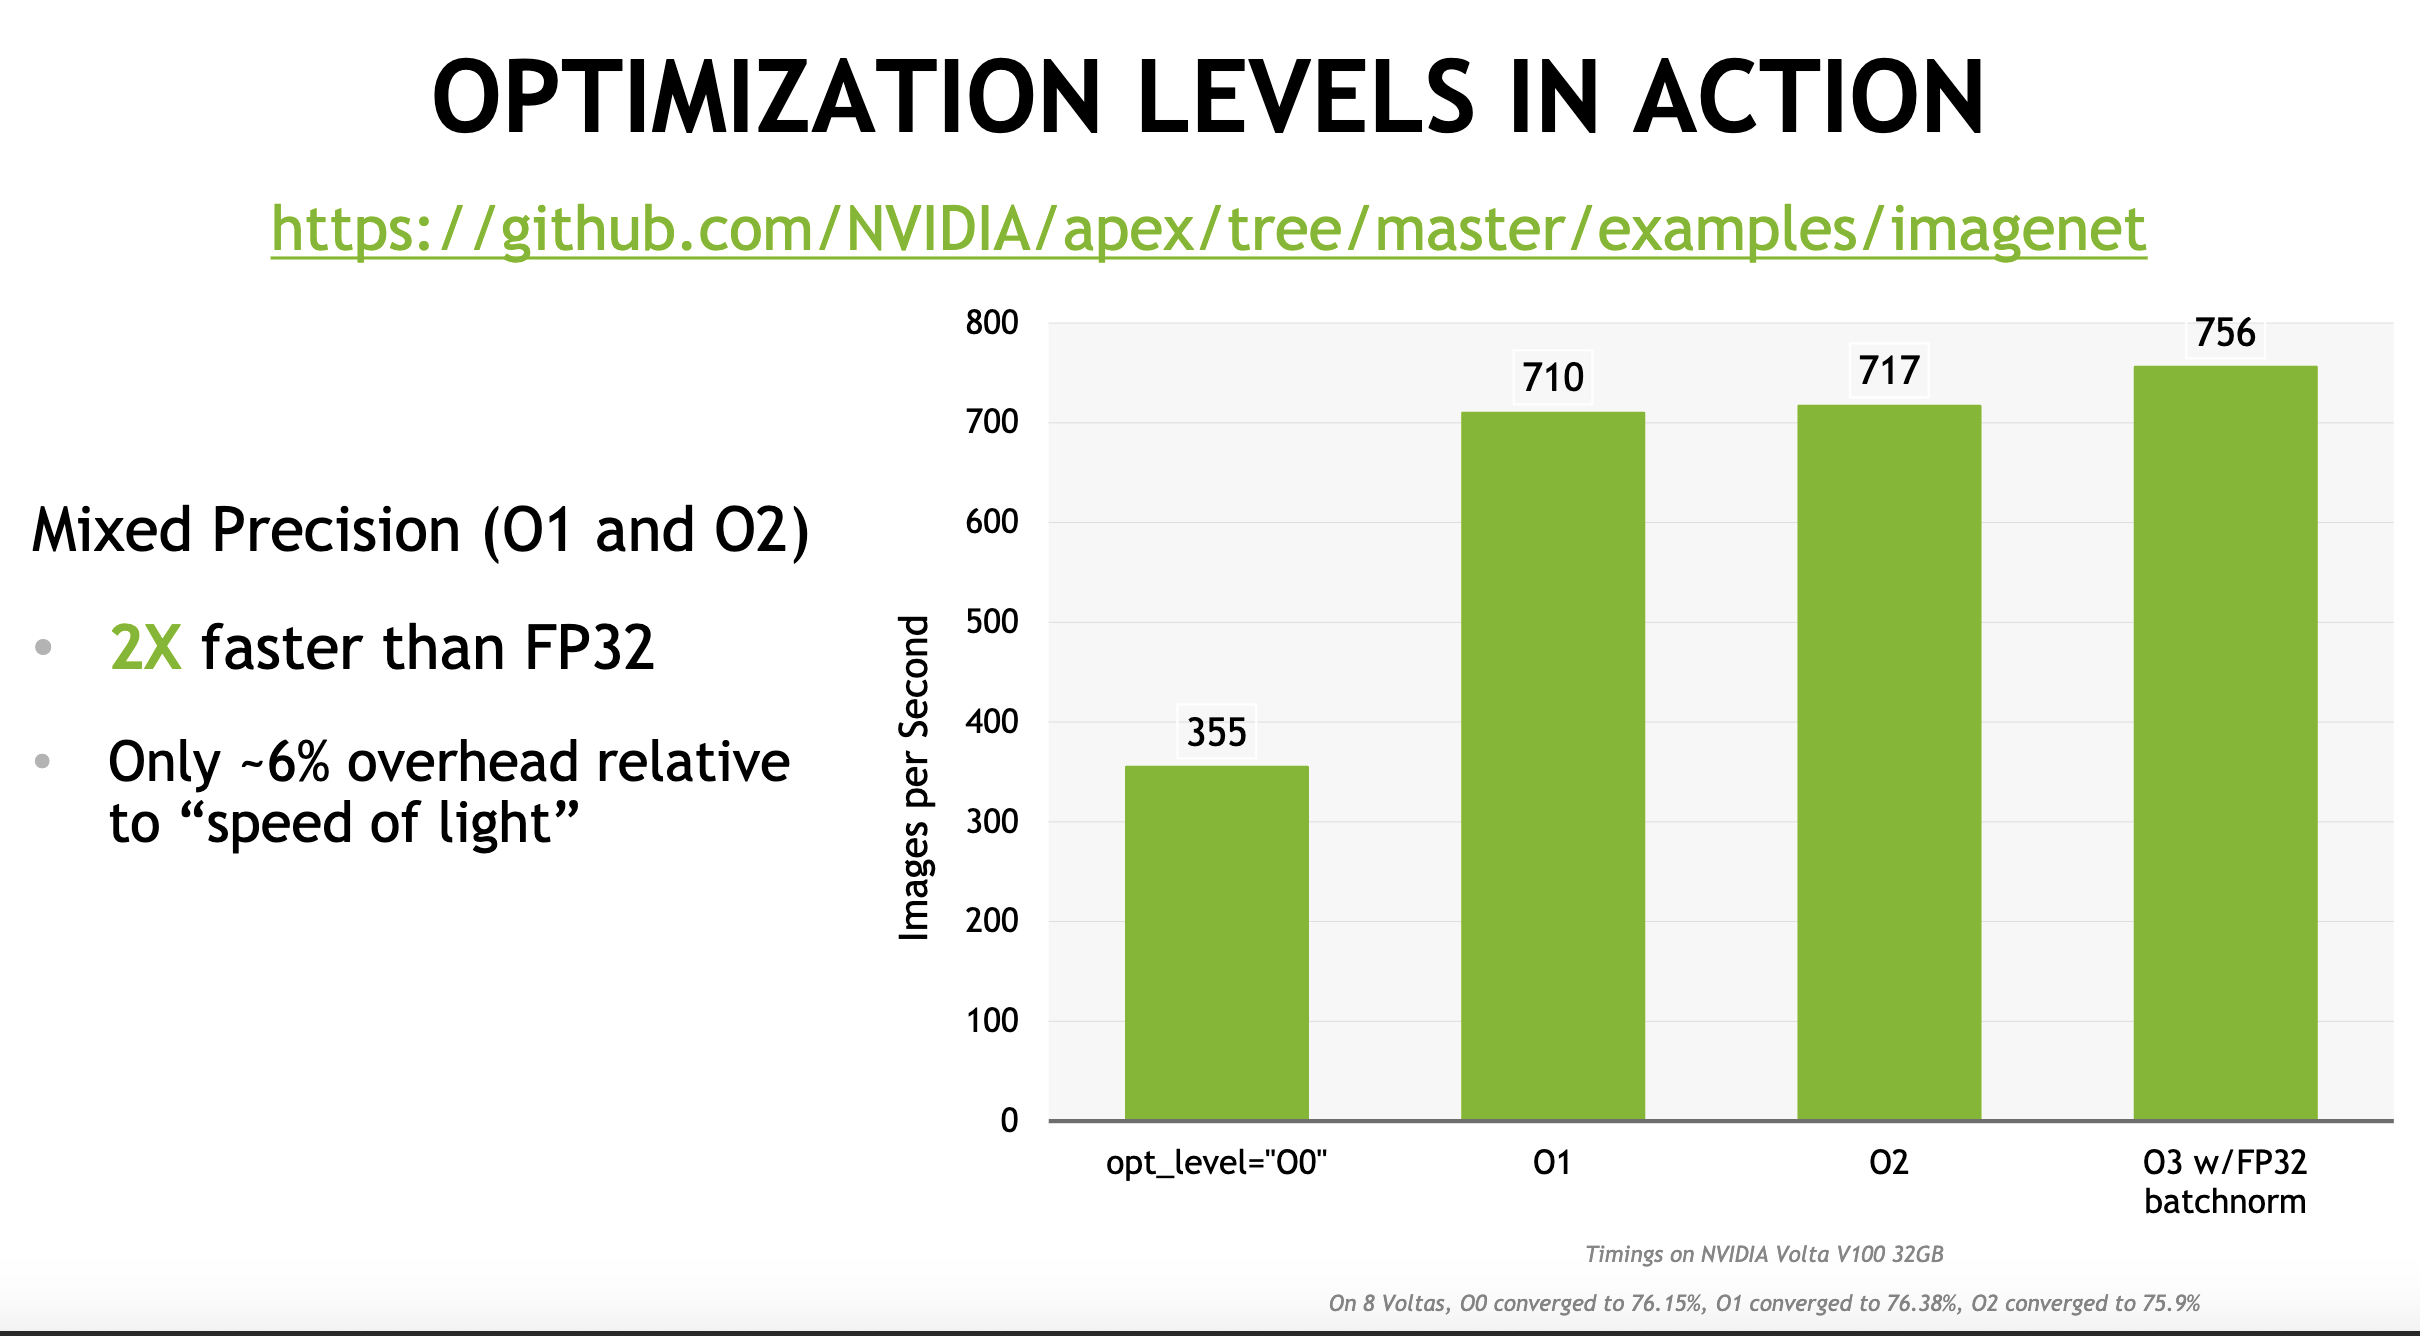 OPTIMIZATION LEVELS IN ACTION
https://github.com/NVIDIA/apex/tree/master/examples/imagenet
Mixed Precision (O1 and O2)
• 2X faster than FP32
• Only ~6% overhead relative
to “speed of light”
Images per Second
800
700
600
500
400
300
200
100
0
355
710
717
756
opt_level="O0"
O1
O2
O3 w/FP32
batchnorm
Timings on NVIDIA Volta V100 32GB
On 8 Voltas, O0 converged to 76.15%, O1 converged to 76.38%, O2 converged to 75.9%